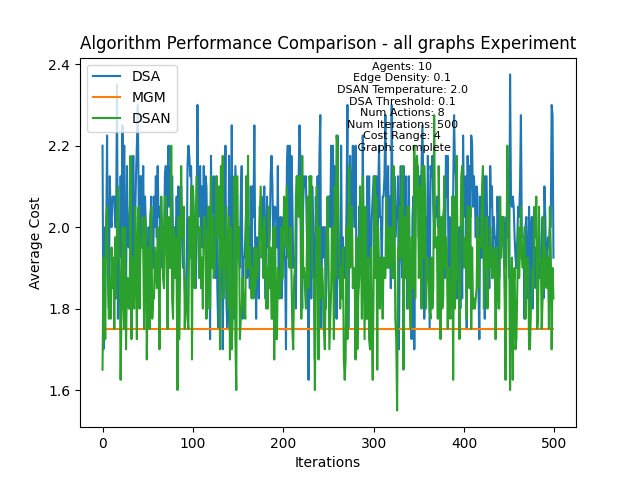 Algorithm Performance Comparison - all graphs Experiment
DSA
MGM
DSAN
Agents: 10
Edge Density: 0.1
DSAN Temperature: 2.0
DSA Threshold: 0.1
Num Actions: 8
Num Iterations: 500
Cost Range: 4
Graph: complete
Average Cost
2.4
2.2
2.0
1.8
1.6
0 100 200 300 400 500
Iterations